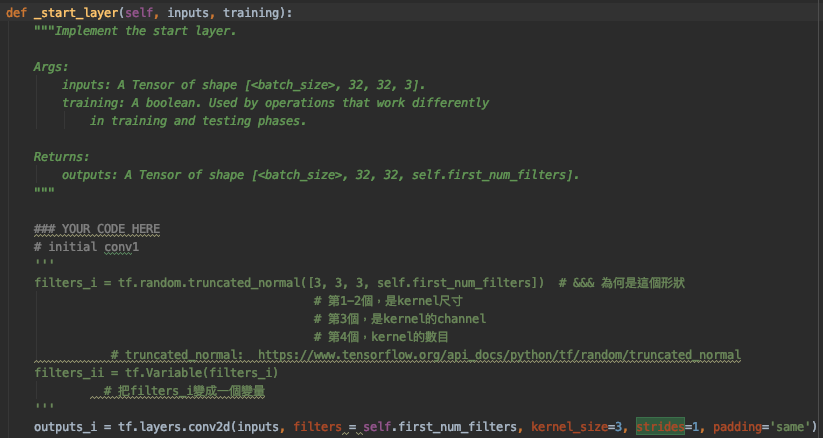 def _start_layer(self, inputs, training):
"""Implement the start layer.
Args:
inputs: A Tensor of shape [<batch_size>, 32, 32, 3].
training: A boolean. Used by operations that work differently
in training and testing phases.
Returns:
outputs: A Tensor of shape [<batch_size>, 32, 32, self.first_num_filters].
"""
### YOUR CODE HERE
# initial conv1
'''
filters_i = tf.random.truncated_normal([3, 3, 3, self.first_num_filters])  # &&& 為何是這個形狀
# 第1-2個，是kernel尺寸
# 第3個，是kernel的channel
# 第4個，kernel的數目
# truncated_normal:  https://www.tensorflow.org/api_docs/python/tf/random/truncated_normal
filters_ii = tf.Variable(filters_i)
# 把filters_i變成一個變量
'''
outputs_i = tf.layers.conv2d(inputs, filters = self.first_num_filters, kernel_size=3, strides=1, padding='same')